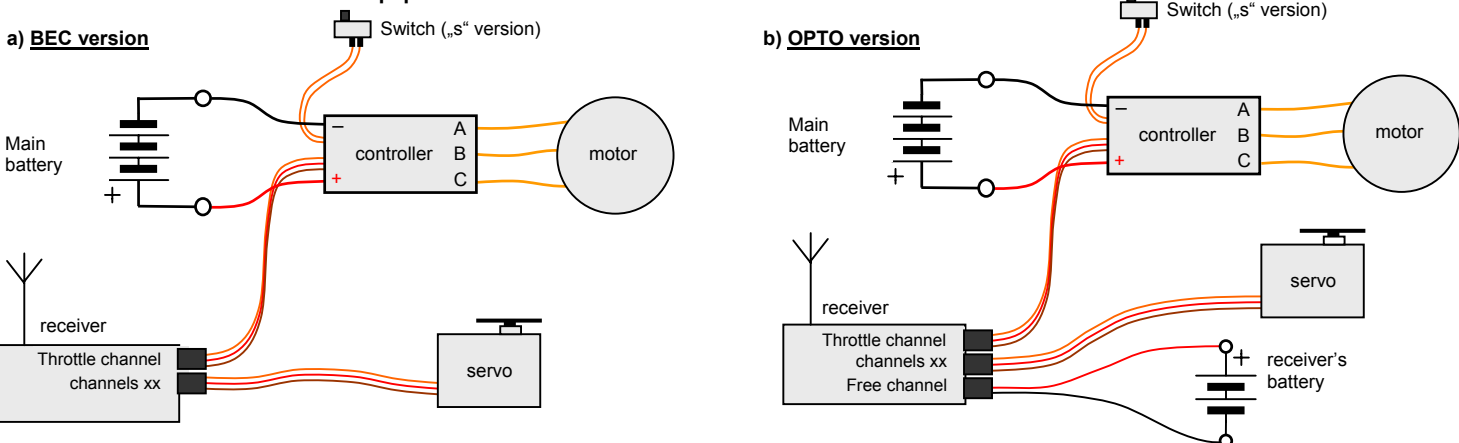 a) BEC version
Switch („s“ version)
Main
battery
+
–
+
controller
A
B
C
motor
receiver
Throttle channel
channels xx
servo
b) OPTO version
Switch („s“ version)
Main
battery
+
–
+
controller
A
B
C
motor
servo
receiver
Throttle channel
channels xx
Free channel
+
receiver's
battery